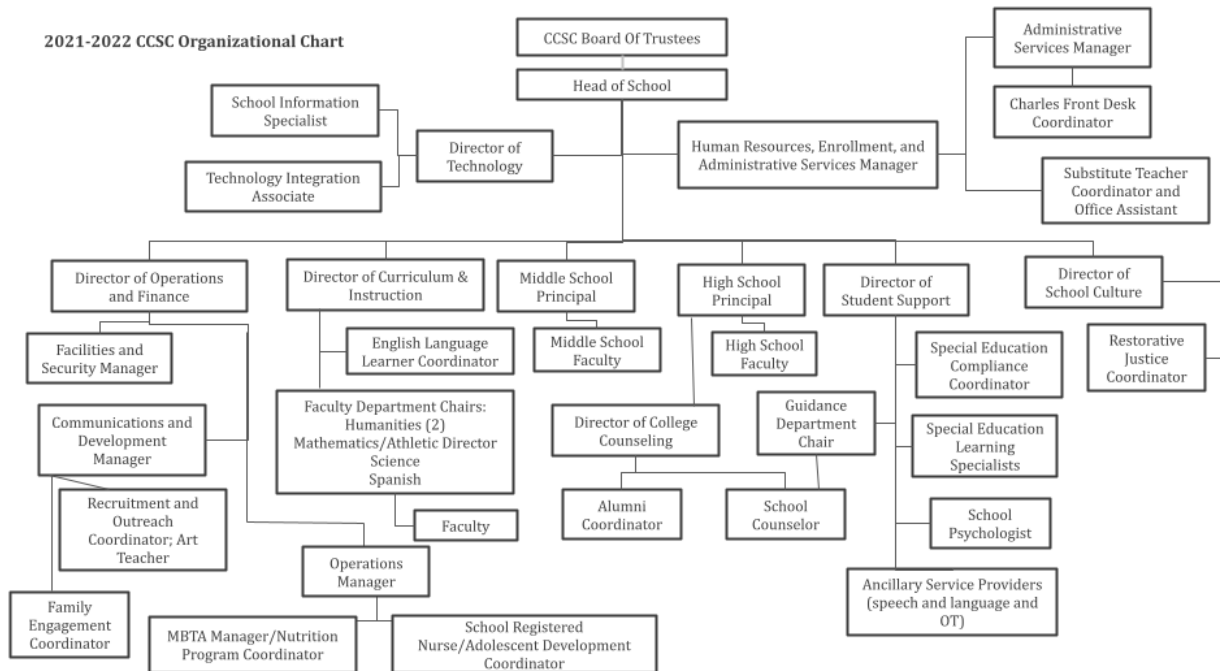 2021-2022 CCSC Organizational Chart
CCSC Board Of Trustees
Head of School
Administrative
Services Manager
Charles Front Desk
Coordinator
School Information
Specialist
Director of
Technology
Technology Integration
Associate
Human Resources, Enrollment, and
Administrative Services Manager
Substitute Teacher
Coordinator and
Office Assistant
Director of Operations
and Finance
Director of Curriculum &
Instruction
Middle School
Principal
High School
Principal
Director of
Student Support
Director of
School Culture
Facilities and
Security Manager
English Language
Learner Coordinator
Middle School
Faculty
High School
Faculty
Special Education
Compliance
Coordinator
Restorative
Justice
Coordinator
Communications and
Development
Manager
Faculty Department Chairs:
Humanities (2)
Mathematics/Athletic Director
Science
Spanish
Director of College
Counseling
Guidance
Department
Chair
Special Education
Learning
Specialists
Recruitment and
Outreach
Coordinator; Art
Teacher
Faculty
Alumni
Coordinator
School
Counselor
School
Psychologist
Operations
Manager
Ancillary Service Providers
(speech and language and
OT)
Family
Engagement
Coordinator
MBTA Manager/Nutrition
Program Coordinator
School Registered
Nurse/Adolescent Development
Coordinator